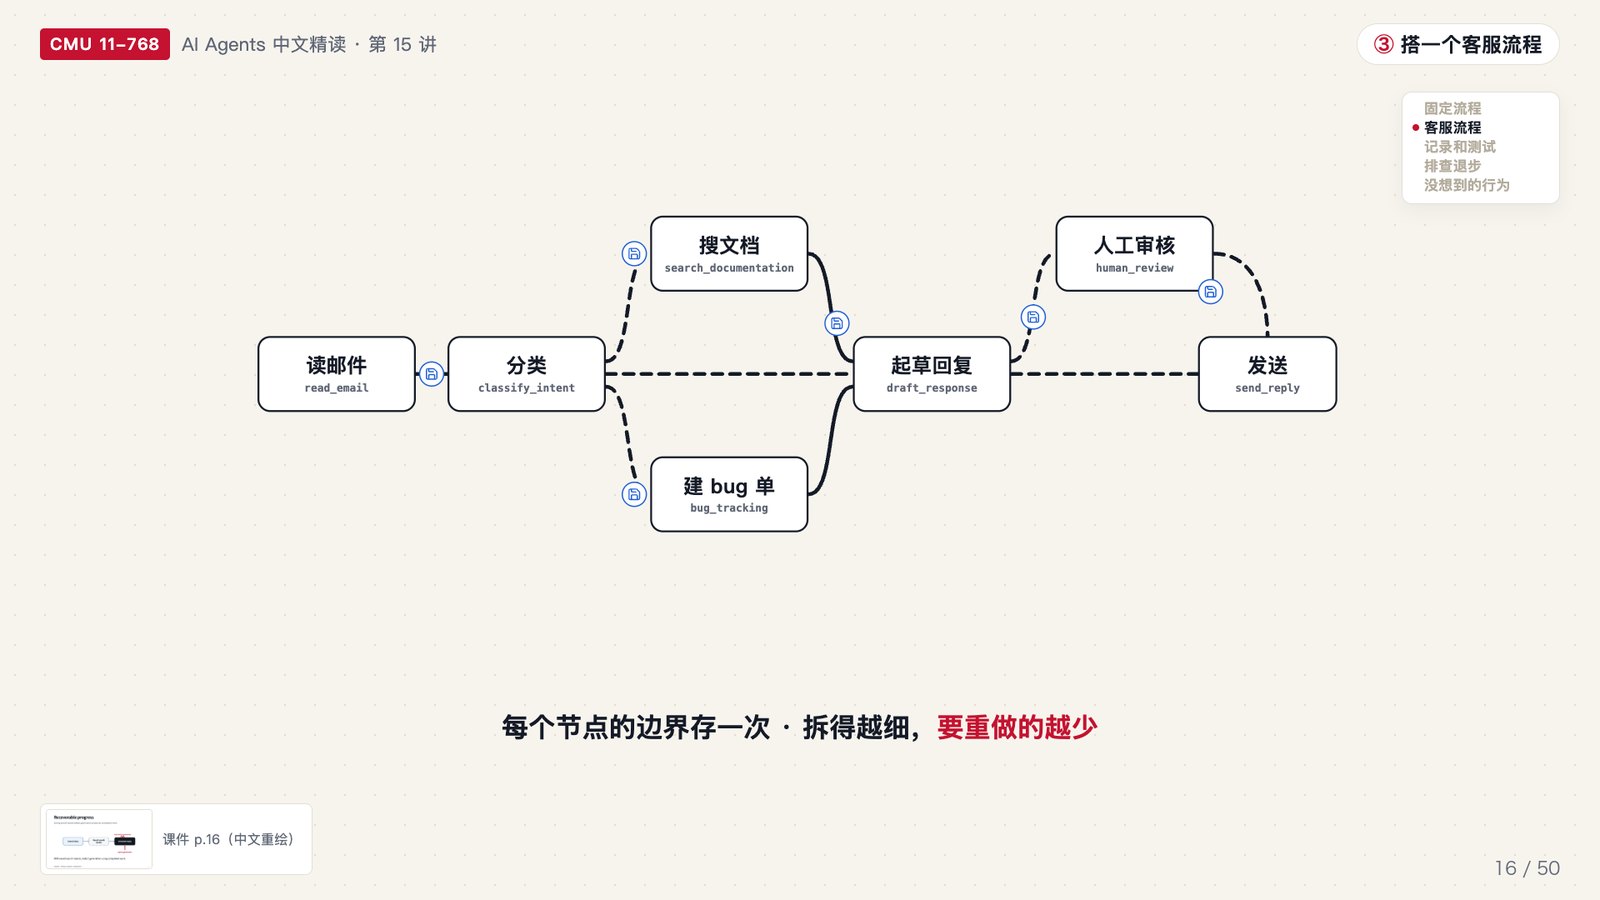 CMU 11-768
AI Agents 中文精读 · 第 15 讲
③ 搭一个客服流程
固定流程
客服流程
记录和测试
排查退步
没想到的行为
搜文档
search_documentation
人工审核
human_review
读邮件
read_email
分类
classify_intent
起草回复
draft_response
发送
send_reply
建 bug 单
bug_tracking
每个节点的边界存一次 · 拆得越细，要重做的越少
Recoverable progress
课件 p.16（中文重绘）
16 / 50